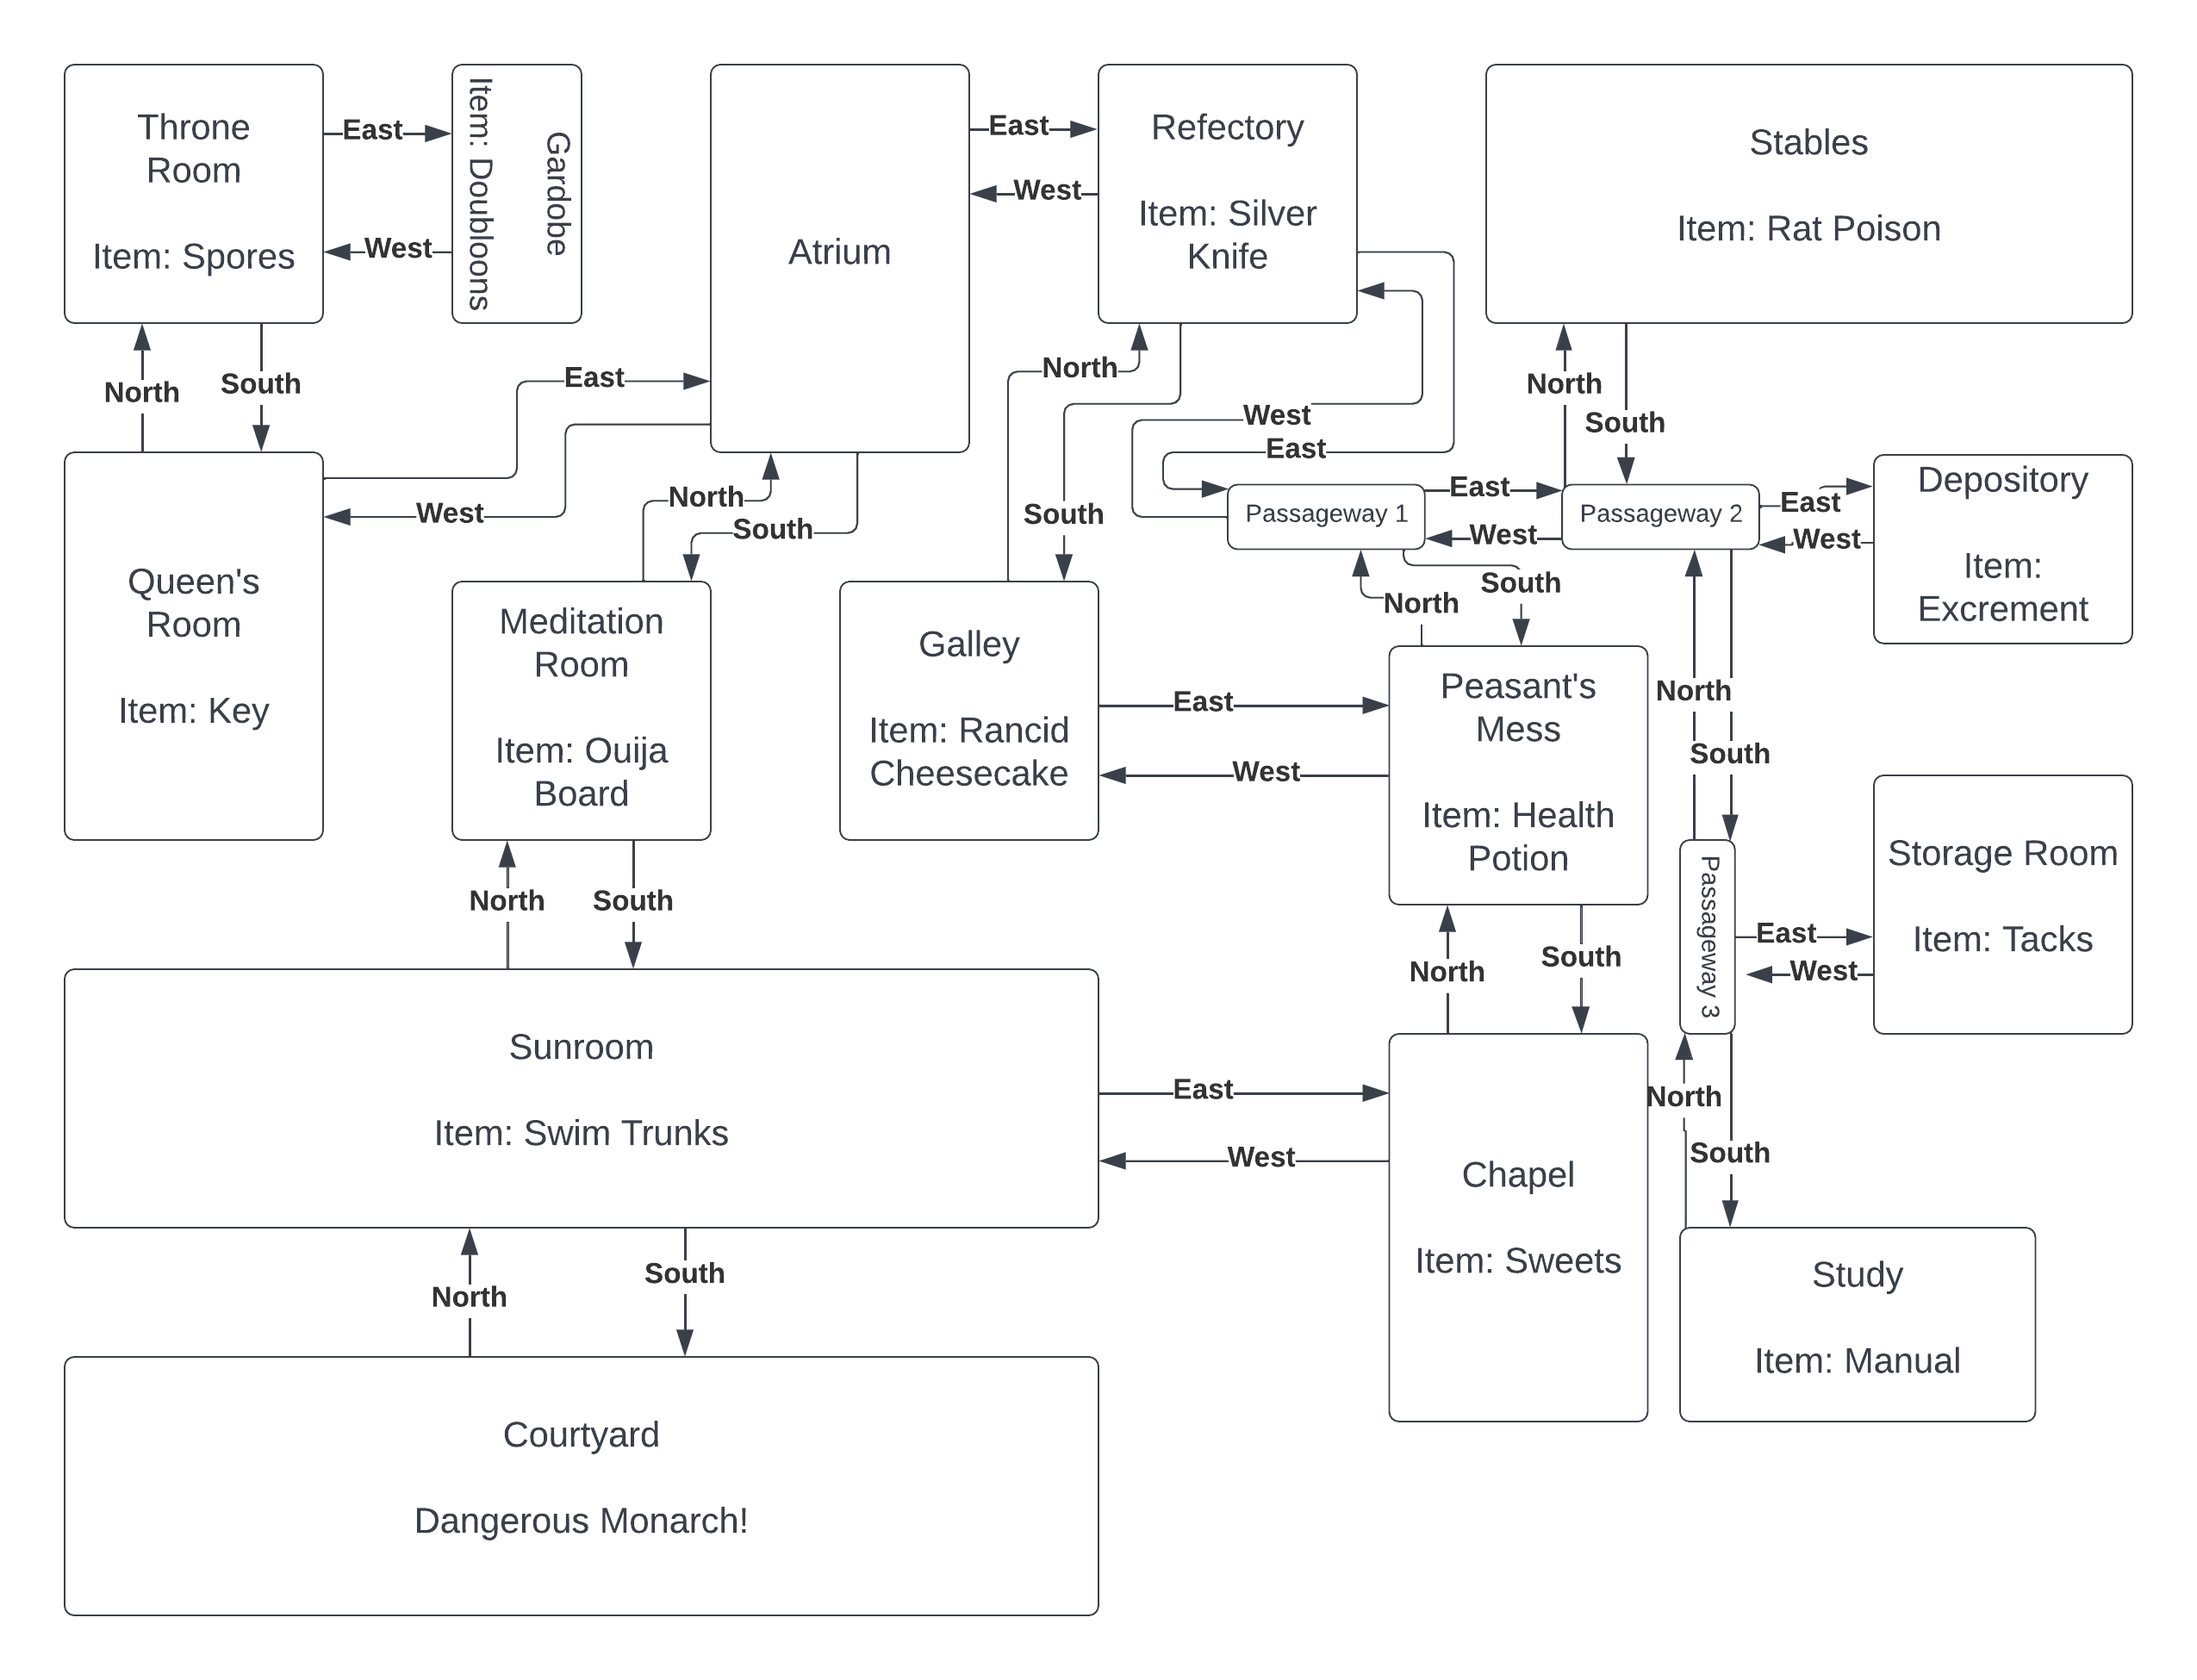 Throne
Room
Item: Spores
East
West
Gardobe
Item: Doubloons
Atrium
East
West
Refectory
Item: Silver
Knife
Stables
Item: Rat Poison
North
South
East
West
North
South
North
South
West
East
North
South
Queen's
Room
Item: Key
Meditation
Room
Item: Ouija
Board
Galley
Item: Rancid
Cheesecake
Passageway 1
East
West
Passageway 2
East
West
Depository
Item:
Excrement
North
South
East
West
Peasant's
Mess
Item: Health
Potion
North
South
Passageway 3
East
West
Storage Room
Item: Tacks
North
South
North
South
North
South
Sunroom
Item: Swim Trunks
East
West
Chapel
Item: Sweets
Study
Item: Manual
North
South
Courtyard
Dangerous Monarch!